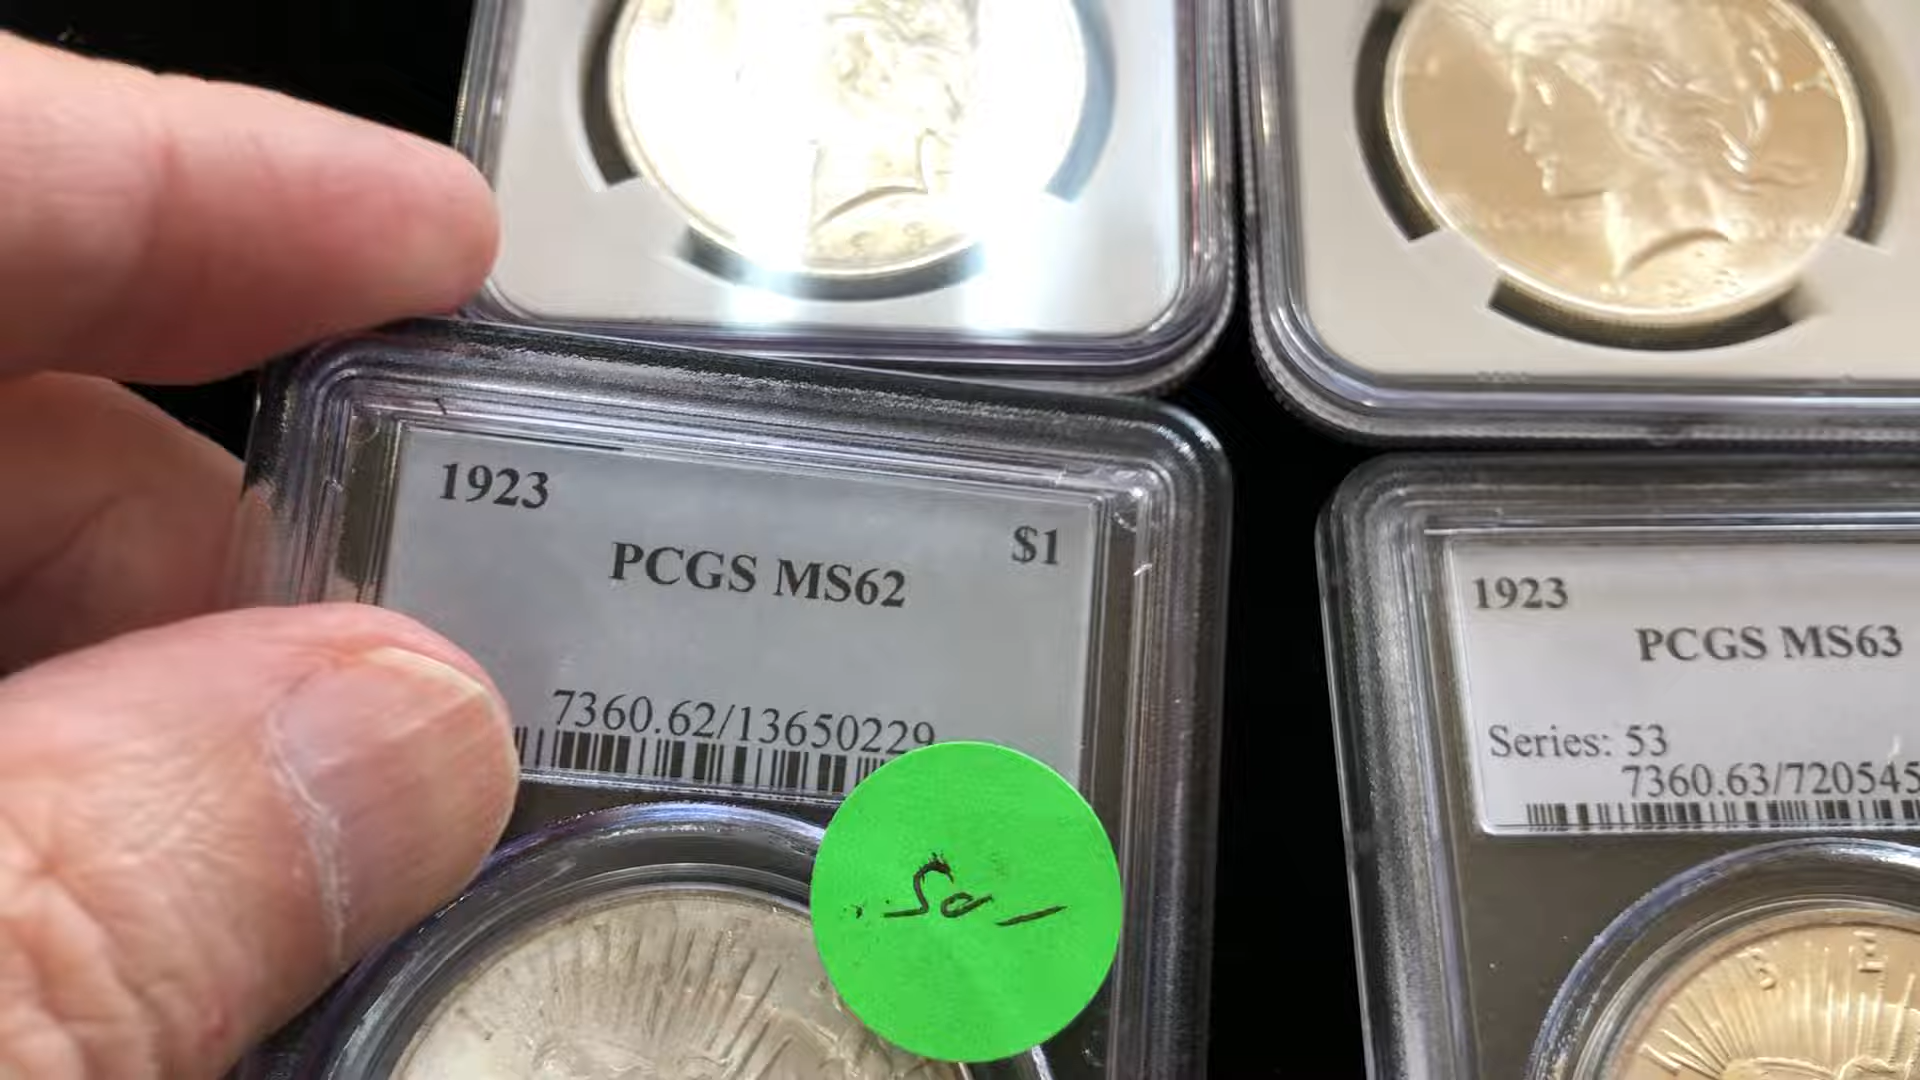 1923
$1
PCGS MS62
7360.62/13650229
50-
1923
PCGS MS63
Series: 53
7360.63/720545
B E